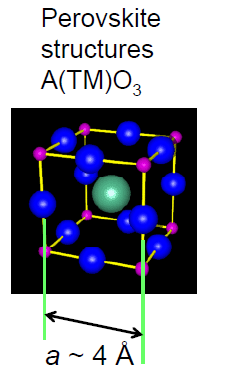 Perovskite
structures
A(TM)O₃
a ~ 4 Å